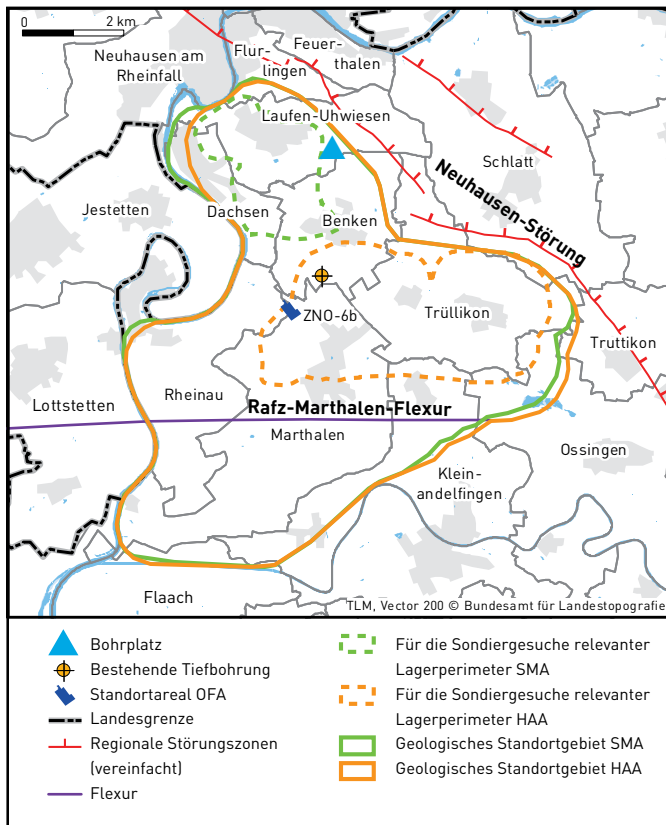 0 2 km
Neuhausen am
Rheinfall
Flur-
lingen
Feuer-
thalen
Laufen-Uhwiesen
Schlatt
Neuhausen-Störung
Jestetten
Dachsen
Benken
ZNO-6b
Trüllikon
Truttikon
Rheinau
Lottstetten
Rafz-Marthalen-Flexur
Marthalen
Ossingen
Klein-
andelfingen
Flaach
TLM, Vector 200 © Bundesamt für Landestopografie
Bohrplatz
Bestehende Tiefbohrung
Standortareal OFA
Landesgrenze
Regionale Störungszonen
(vereinfacht)
Flexur
Für die Sondiergesuche relevanter
Lagerperimeter SMA
Für die Sondiergesuche relevanter
Lagerperimeter HAA
Geologisches Standortgebiet SMA
Geologisches Standortgebiet HAA